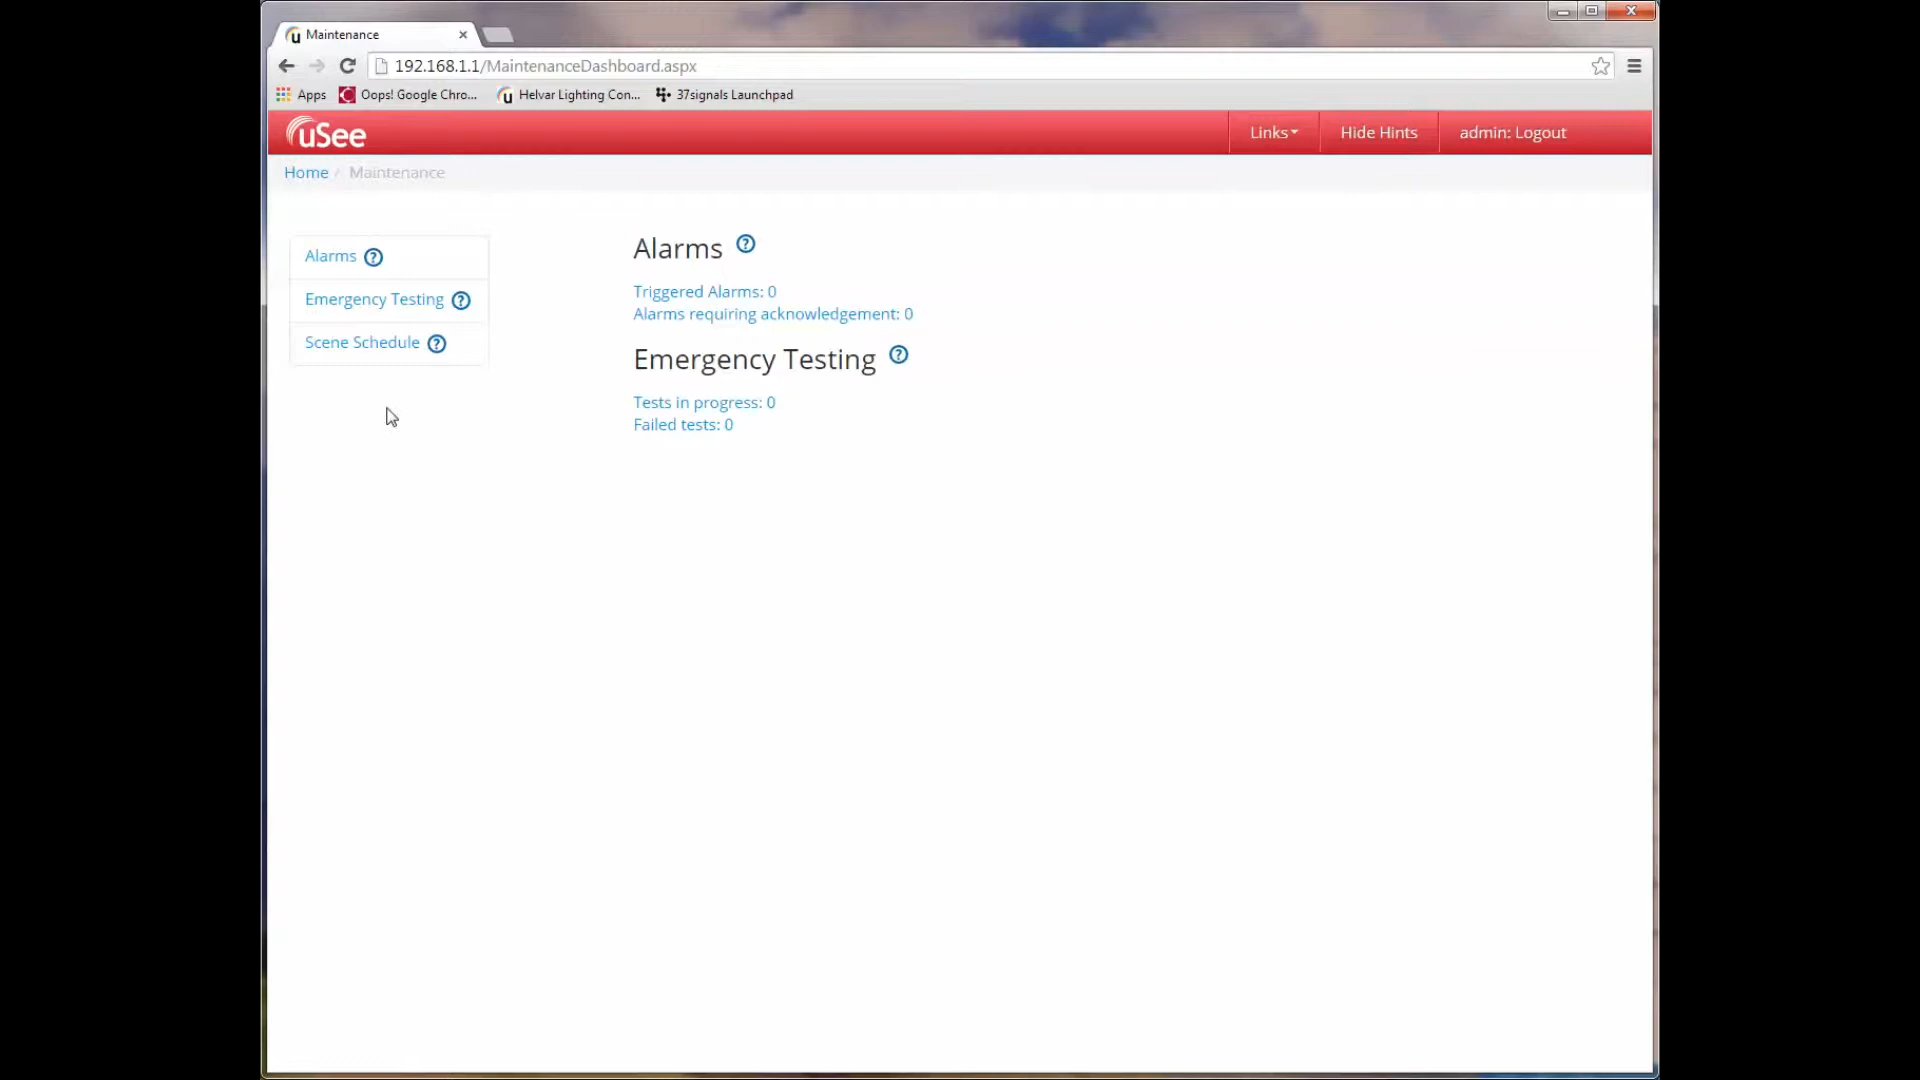 Maintenance
192.168.1.1/MaintenanceDashboard.aspx
Apps Oops! Google Chro... Helvar Lighting Con... 37signals Launchpad
uSee Links Hide Hints admin: Logout
Home / Maintenance
Alarms ?
Emergency Testing ?
Scene Schedule ?
Alarms ?
Triggered Alarms: 0
Alarms requiring acknowledgement: 0
Emergency Testing ?
Tests in progress: 0
Failed tests: 0